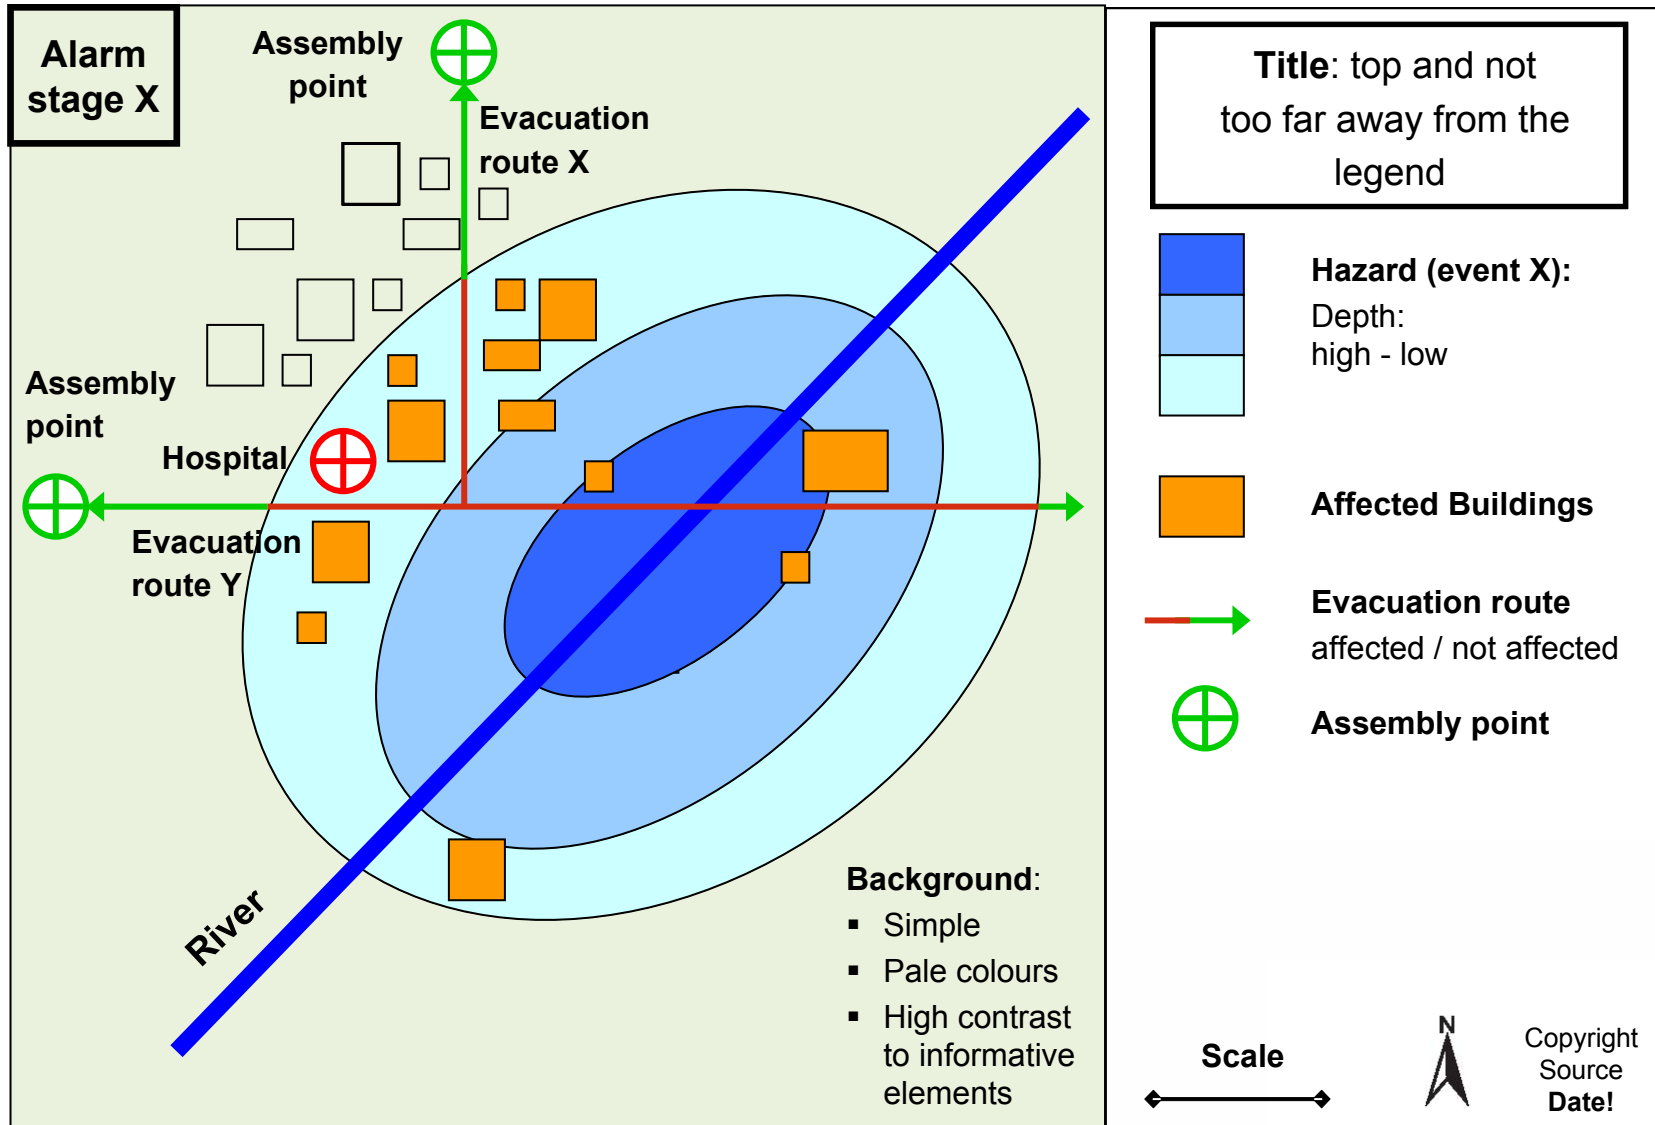 Alarm
stage X
Assembly
point
Evacuation
route X
Assembly
point
Hospital
Evacuation
route Y
River
Background:
▪ Simple
▪ Pale colours
▪ High contrast
to informative
elements
Title: top and not
too far away from the
legend
Hazard (event X):
Depth:
high - low
Affected Buildings
Evacuation route
affected / not affected
Assembly point
Scale
N
Copyright
Source
Date!